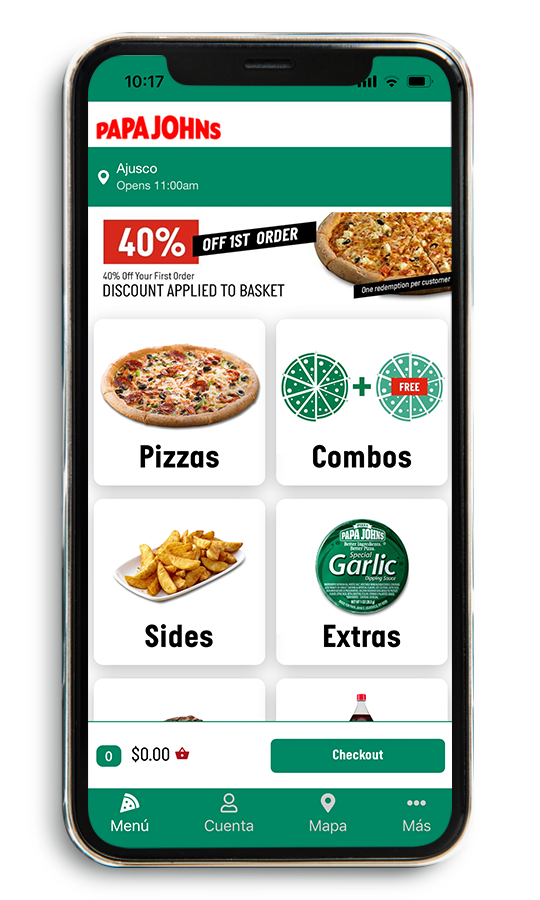 10:17
PAPA JOHNS
Ajusco
Opens 11:00am
40%
OFF 1ST ORDER
40% Off Your First Order
DISCOUNT APPLIED TO BASKET
One redemption per customer
Pizzas
+
FREE
Combos
Sides
PIZZA
PAPA JOHNS
Better Ingredients.
Better Pizza.
Special
Garlic
Dipping Sauce
Extras
0
$0.00
Checkout
Menú
Cuenta
Mapa
Más